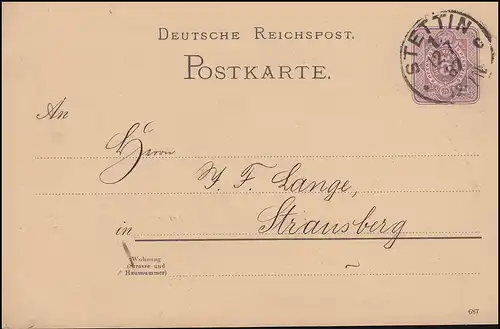 DEUTSCHE REICHSPOST.
POSTKARTE.
STETTIN
An
Herrn
F. Lange,
in Strausberg
(Wohnung
Strasse und
Hausnummer)
487